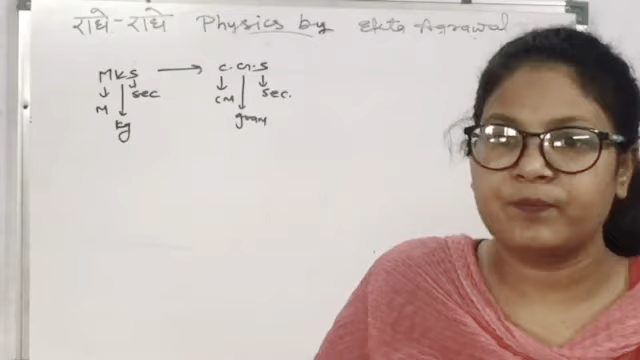 राधे-राधे Physics by Ekta Agrawal
MKS → C.G.S
M kg sec cm gram sec.